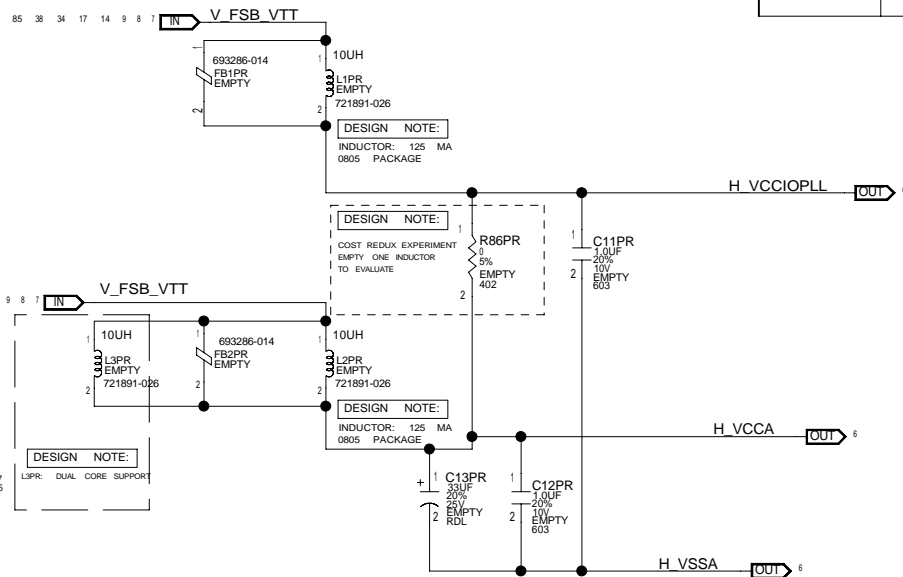 85 38 34 17 14 9 8 7 IN V_FSB_VTT
1 693286-014
FB1PR
EMPTY
2
10UH
1
L1PR
EMPTY
2
721891-026
DESIGN NOTE:
INDUCTOR: 125 MA
0805 PACKAGE
H_VCCIOPLL OUT
DESIGN NOTE:
COST REDUX EXPERIMENT
EMPTY ONE INDUCTOR
TO EVALUATE
1
R86PR
0
5%
EMPTY
402
2
1
C11PR
1.0UF
20%
10V
2 EMPTY
603
9 8 7 IN V_FSB_VTT
10UH
1
L3PR
EMPTY
2
721891-026
693286-014
1
FB2PR
EMPTY
2
10UH
1
L2PR
EMPTY
2
721891-026
DESIGN NOTE:
INDUCTOR: 125 MA
0805 PACKAGE
DESIGN NOTE:
L3PR: DUAL CORE SUPPORT
H_VCCA OUT 6
+ 1 C13PR
33UF
20%
25V
2 EMPTY
RDL
1 C12PR
1.0UF
20%
10V
2 EMPTY
603
H_VSSA OUT 6